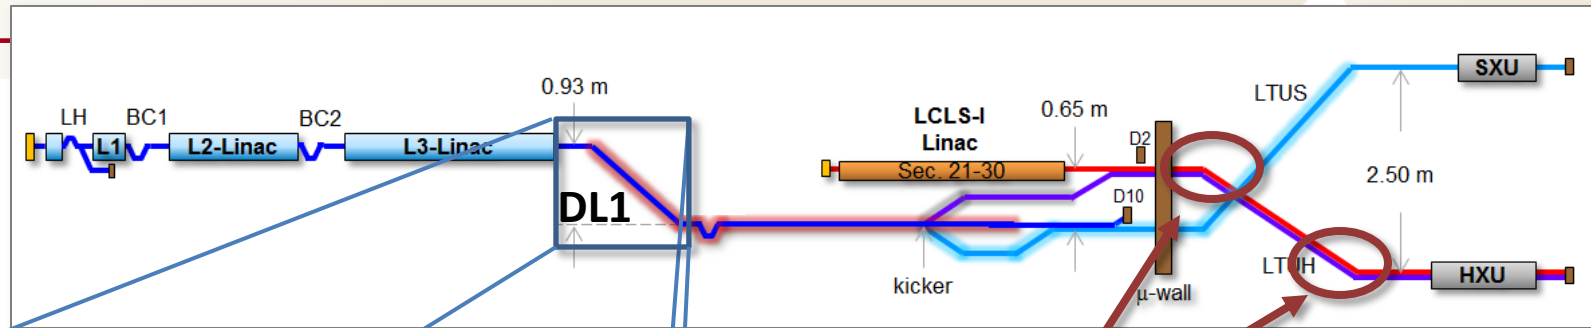 LH
BC1
L1
L2-Linac
BC2
L3-Linac
0.93 m
DL1
LCLS-I
Linac
Sec. 21-30
0.65 m
D2
D10
kicker
μ-wall
LTUS
LTUH
2.50 m
SXU
HXU